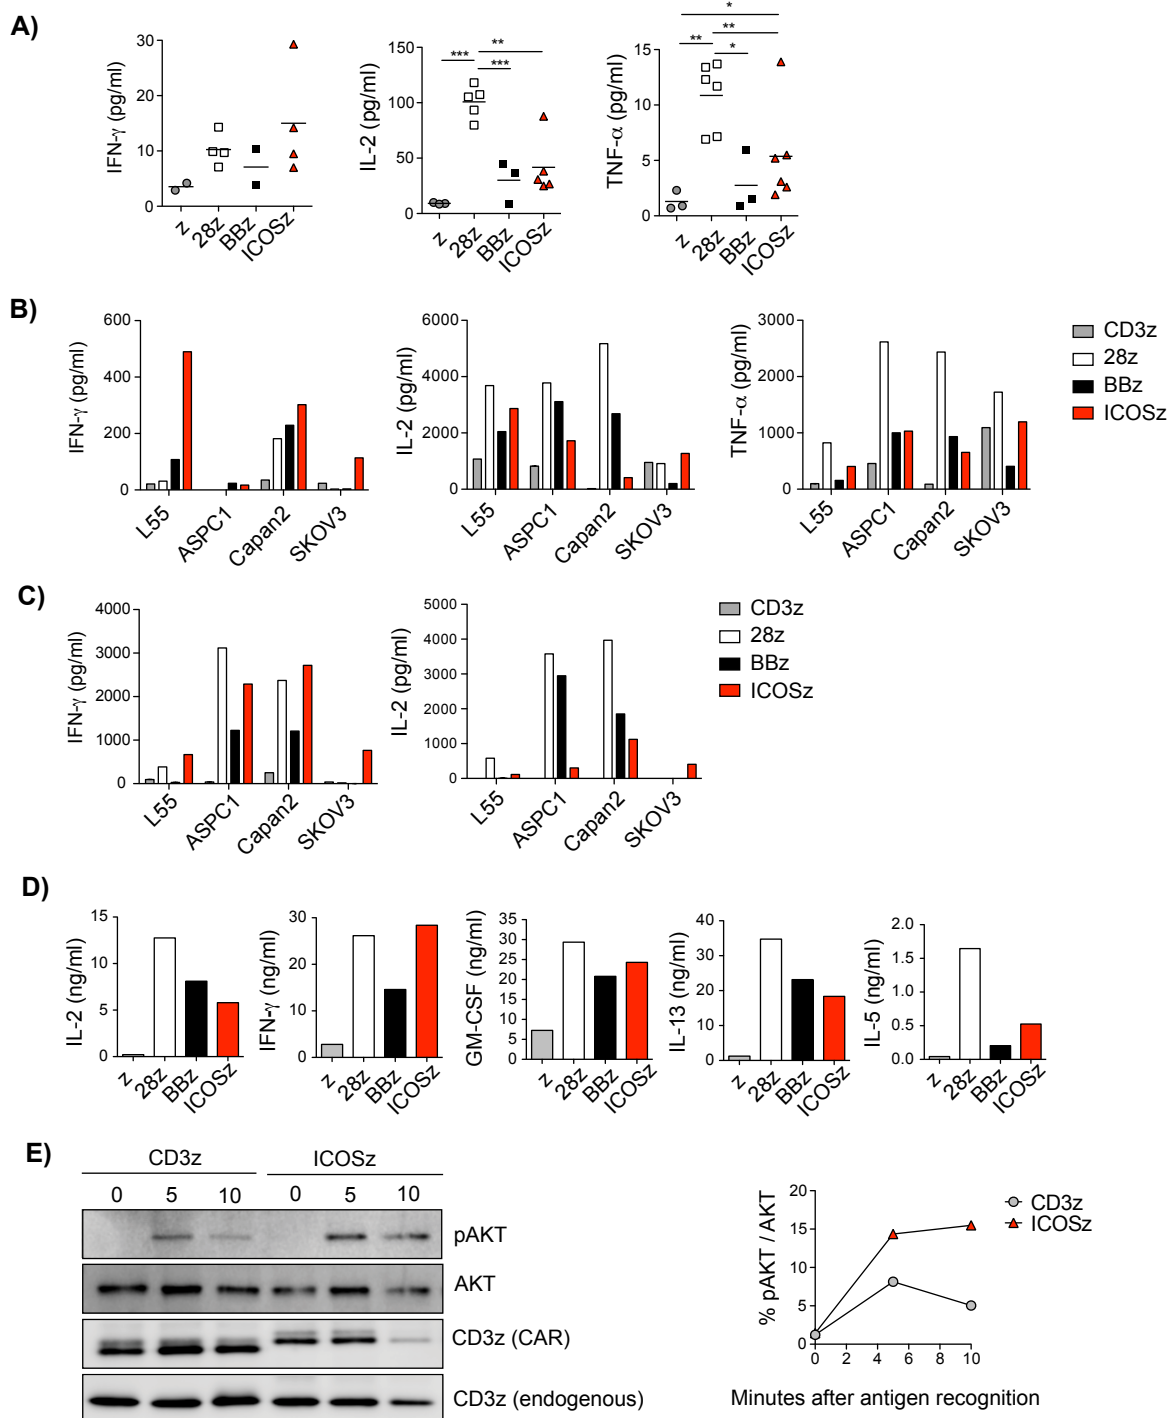 A)
IFN-γ (pg/ml)
30
20
10
0
z
28z
BBz
ICOSz
IL-2 (pg/ml)
150
100
50
0
***
**
***
z
28z
BBz
ICOSz
TNF-α (pg/ml)
15
10
5
0
*
**
**
*
z
28z
BBz
ICOSz
B)
IFN-γ (pg/ml)
600
400
200
0
L55
ASPC1
Capan2
SKOV3
IL-2 (pg/ml)
6000
4000
2000
0
L55
ASPC1
Capan2
SKOV3
TNF-α (pg/ml)
3000
2000
1000
0
L55
ASPC1
Capan2
SKOV3
CD3z
28z
BBz
ICOSz
C)
IFN-γ (pg/ml)
4000
3000
2000
1000
0
L55
ASPC1
Capan2
SKOV3
IL-2 (pg/ml)
5000
4000
3000
2000
1000
0
L55
ASPC1
Capan2
SKOV3
CD3z
28z
BBz
ICOSz
D)
IL-2 (ng/ml)
15
10
5
0
z
28z
BBz
ICOSz
IFN-γ (ng/ml)
30
20
10
0
z
28z
BBz
ICOSz
GM-CSF (ng/ml)
35
30
25
20
15
10
5
0
z
28z
BBz
ICOSz
IL-13 (ng/ml)
40
30
20
10
0
z
28z
BBz
ICOSz
IL-5 (ng/ml)
2.0
1.5
1.0
0.5
0.0
z
28z
BBz
ICOSz
E)
CD3z ICOSz
0 5 10 0 5 10
pAKT
AKT
CD3z (CAR)
CD3z (endogenous)
% pAKT / AKT
20
15
10
5
0
0 2 4 6 8 10
Minutes after antigen recognition
CD3z
ICOSz